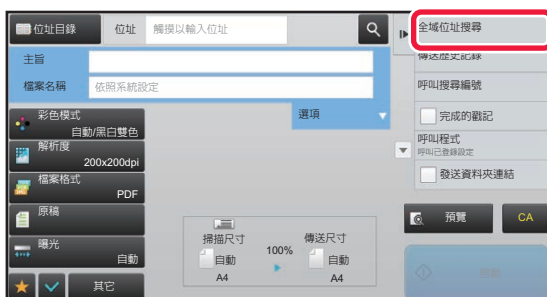 位址目錄
位址
觸摸以輸入位址
全域位址搜尋
主旨
傳送歷史記錄
檔案名稱
依照系統設定
呼叫搜尋編號
彩色模式
自動/黑白雙色
選項
完成的戳記
解析度
200x200dpi
呼叫程式
呼叫已登錄設定
檔案格式
PDF
發送資料夾連結
原稿
預覽
CA
掃描尺寸
100%
傳送尺寸
曝光
自動
自動
自動
A4
A4
其它